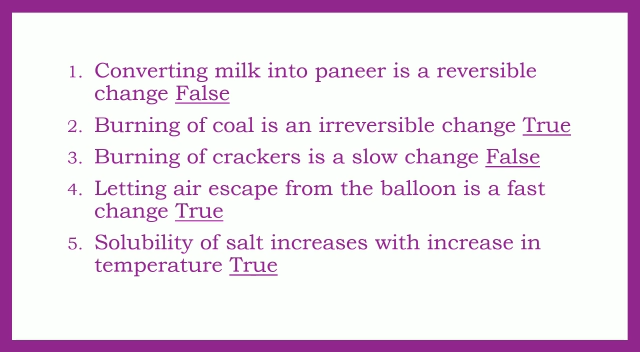 1. Converting milk into paneer is a reversible
change False
2. Burning of coal is an irreversible change True
3. Burning of crackers is a slow change False
4. Letting air escape from the balloon is a fast
change True
5. Solubility of salt increases with increase in
temperature True